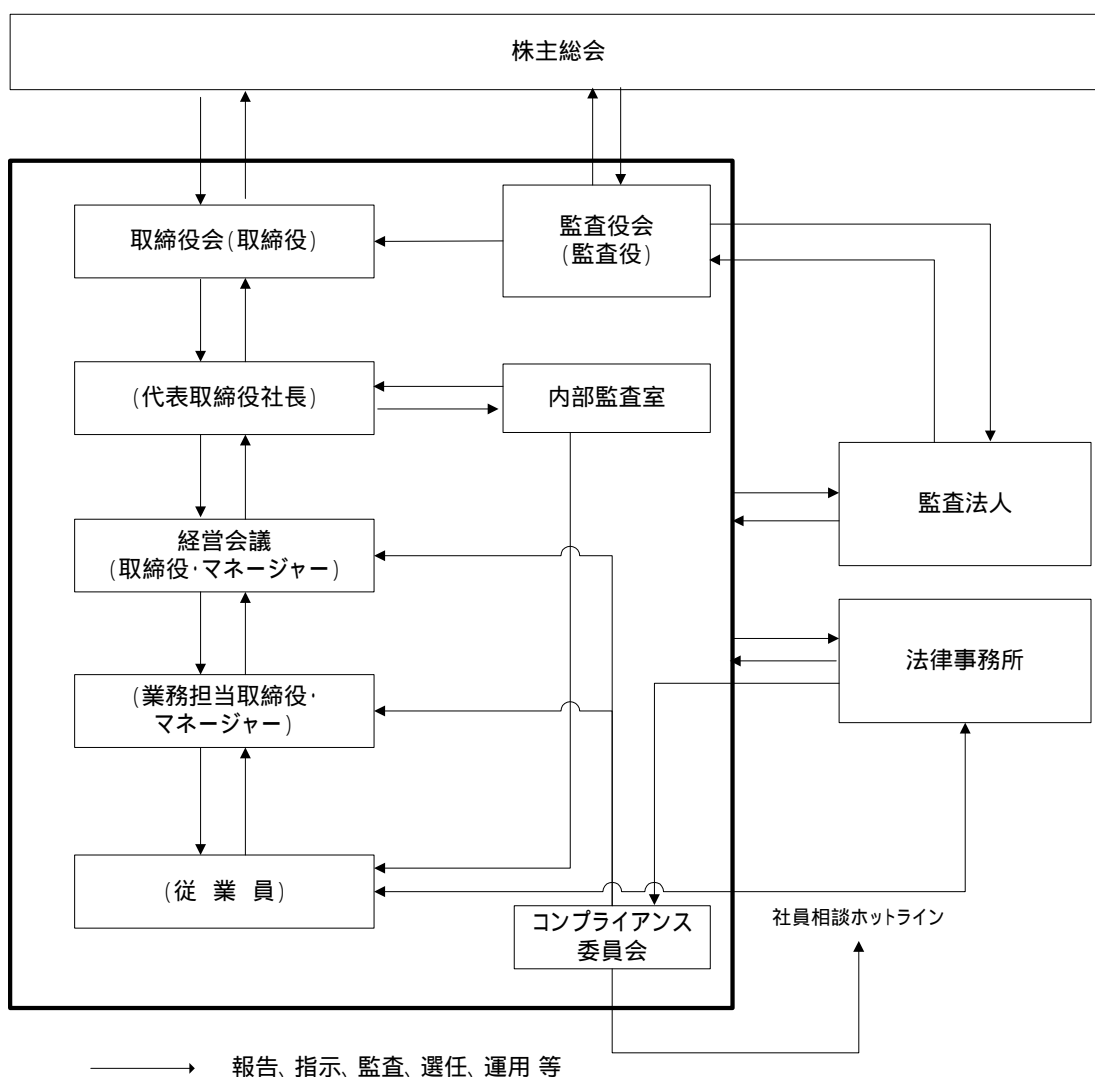 株主総会
取締役会(取締役)
監査役会
(監査役)
(代表取締役社長)
内部監査室
監査法人
経営会議
(取締役・マネージャー)
法律事務所
(業務担当取締役・
マネージャー)
(従 業 員)
コンプライアンス
委員会
社員相談ホットライン
報告、指示、監査、選任、運用 等